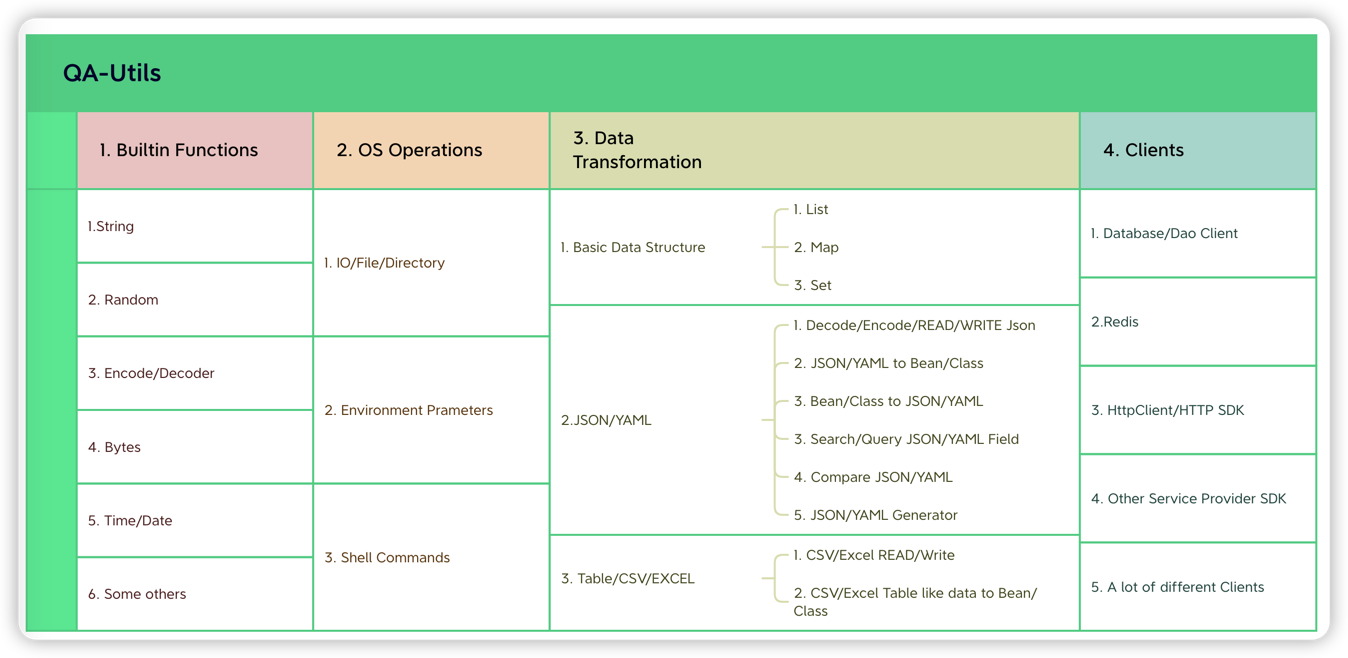 QA-Utils
1. Builtin Functions
2. OS Operations
3. Data
Transformation
4. Clients
1.String
2. Random
3. Encode/Decoder
4. Bytes
5. Time/Date
6. Some others
1. IO/File/Directory
2. Environment Prameters
3. Shell Commands
1. Basic Data Structure
1. List
2. Map
3. Set
2.JSON/YAML
1. Decode/Encode/READ/WRITE Json
2. JSON/YAML to Bean/Class
3. Bean/Class to JSON/YAML
3. Search/Query JSON/YAML Field
4. Compare JSON/YAML
5. JSON/YAML Generator
3. Table/CSV/EXCEL
1. CSV/Excel READ/Write
2. CSV/Excel Table like data to Bean/
Class
1. Database/Dao Client
2.Redis
3. HttpClient/HTTP SDK
4. Other Service Provider SDK
5. A lot of different Clients